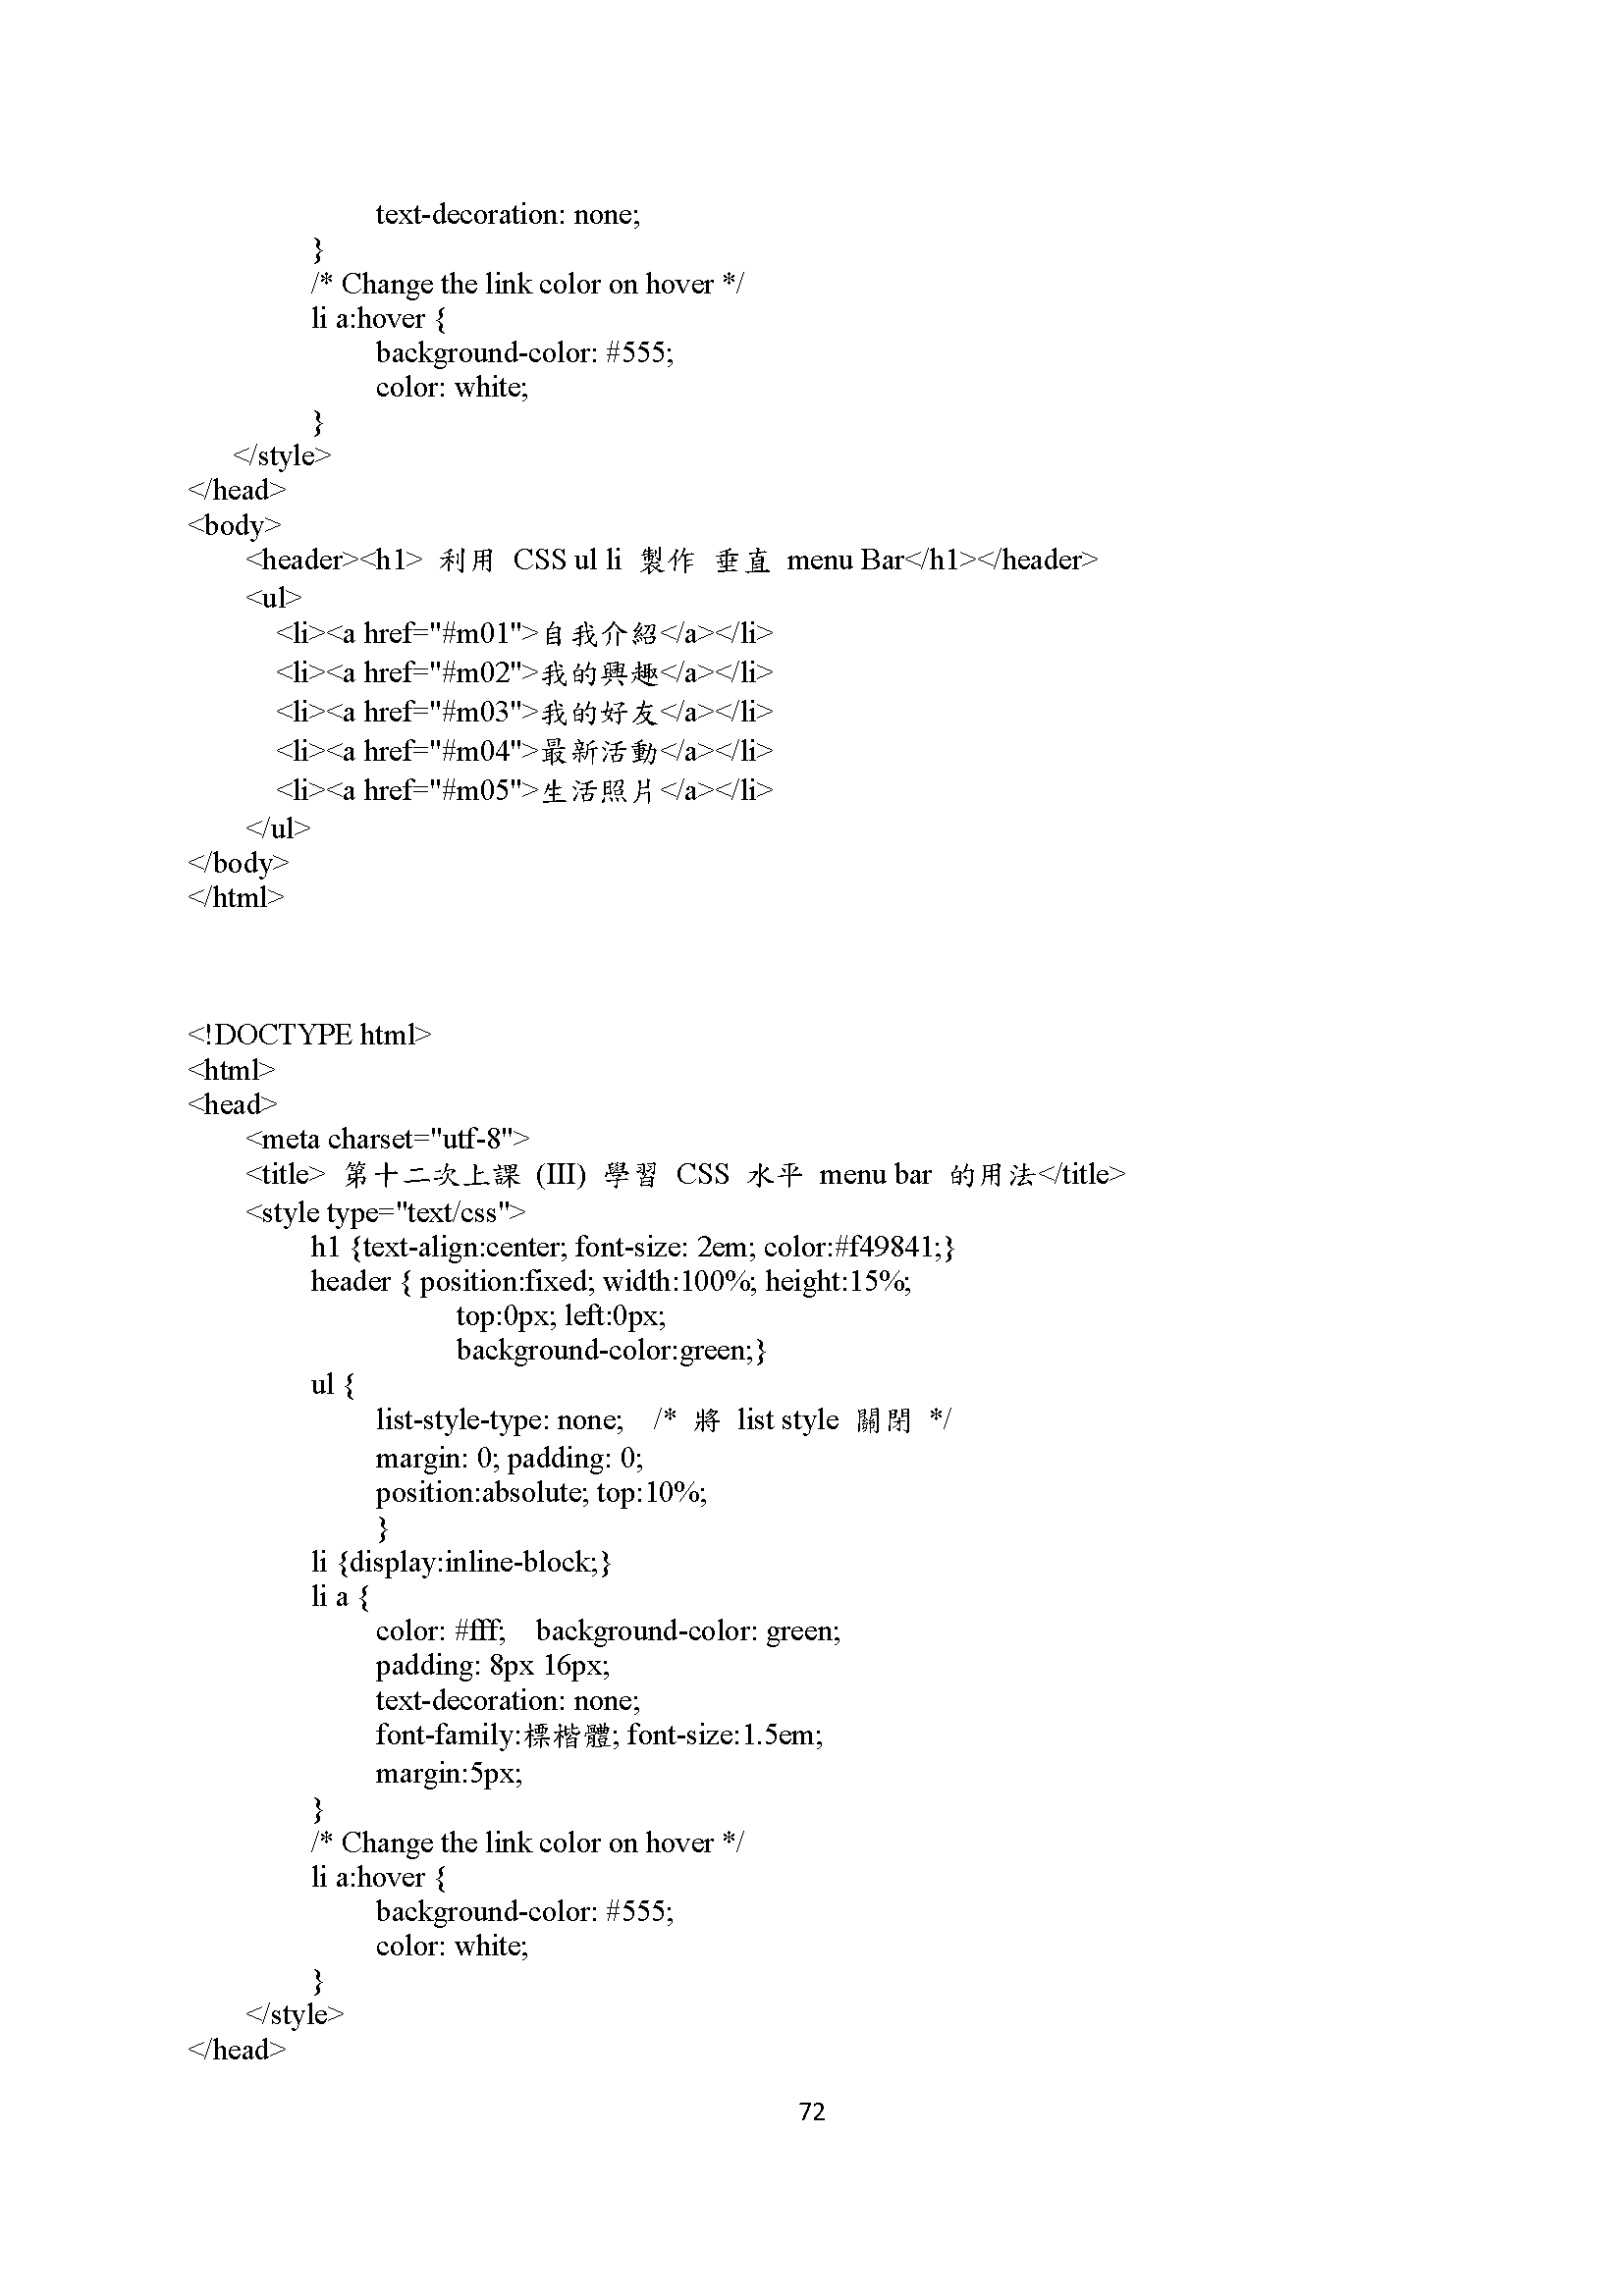 text-decoration: none;
}
/* Change the link color on hover */
li a:hover {
background-color: #555;
color: white;
}
</style>
</head>
<body>
<header><h1> 利用 CSS ul li 製作 垂直 menu Bar</h1></header>
<ul>
<li><a href="#m01">自我介紹</a></li>
<li><a href="#m02">我的興趣</a></li>
<li><a href="#m03">我的好友</a></li>
<li><a href="#m04">最新活動</a></li>
<li><a href="#m05">生活照片</a></li>
</ul>
</body>
</html>
<!DOCTYPE html>
<html>
<head>
<meta charset="utf-8">
<title> 第十二次上課 (III) 學習 CSS 水平 menu bar 的用法</title>
<style type="text/css">
h1 {text-align:center; font-size: 2em; color:#f49841;}
header { position:fixed; width:100%; height:15%;
top:0px; left:0px;
background-color:green;}
ul {
list-style-type: none; /* 將 list style 關閉 */
margin: 0; padding: 0;
position:absolute; top:10%;
}
li {display:inline-block;}
li a {
color: #fff; background-color: green;
padding: 8px 16px;
text-decoration: none;
font-family:標楷體; font-size:1.5em;
margin:5px;
}
/* Change the link color on hover */
li a:hover {
background-color: #555;
color: white;
}
</style>
</head>
72